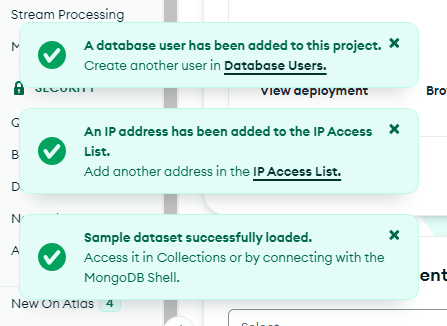 Stream Processing
A database user has been added to this project.
Create another user in Database Users.
SECURITY
View deployment
An IP address has been added to the IP Access
List.
Add another address in the IP Access List.
Sample dataset successfully loaded.
Access it in Collections or by connecting with the
MongoDB Shell.
New On Atlas 4